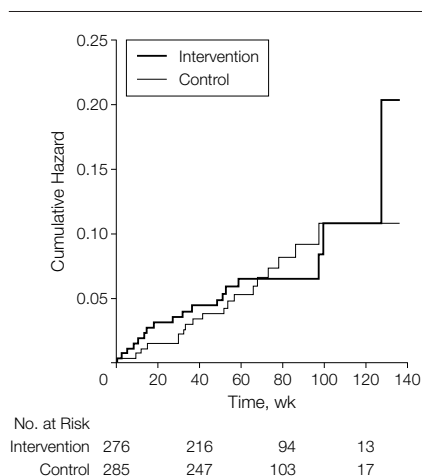 0.25
Intervention
Control
0.20
0.15
0.10
0.05
Cumulative Hazard
0 20 40 60 80 100 120 140
Time, wk
No. at Risk
Intervention 276 216 94 13
Control 285 247 103 17